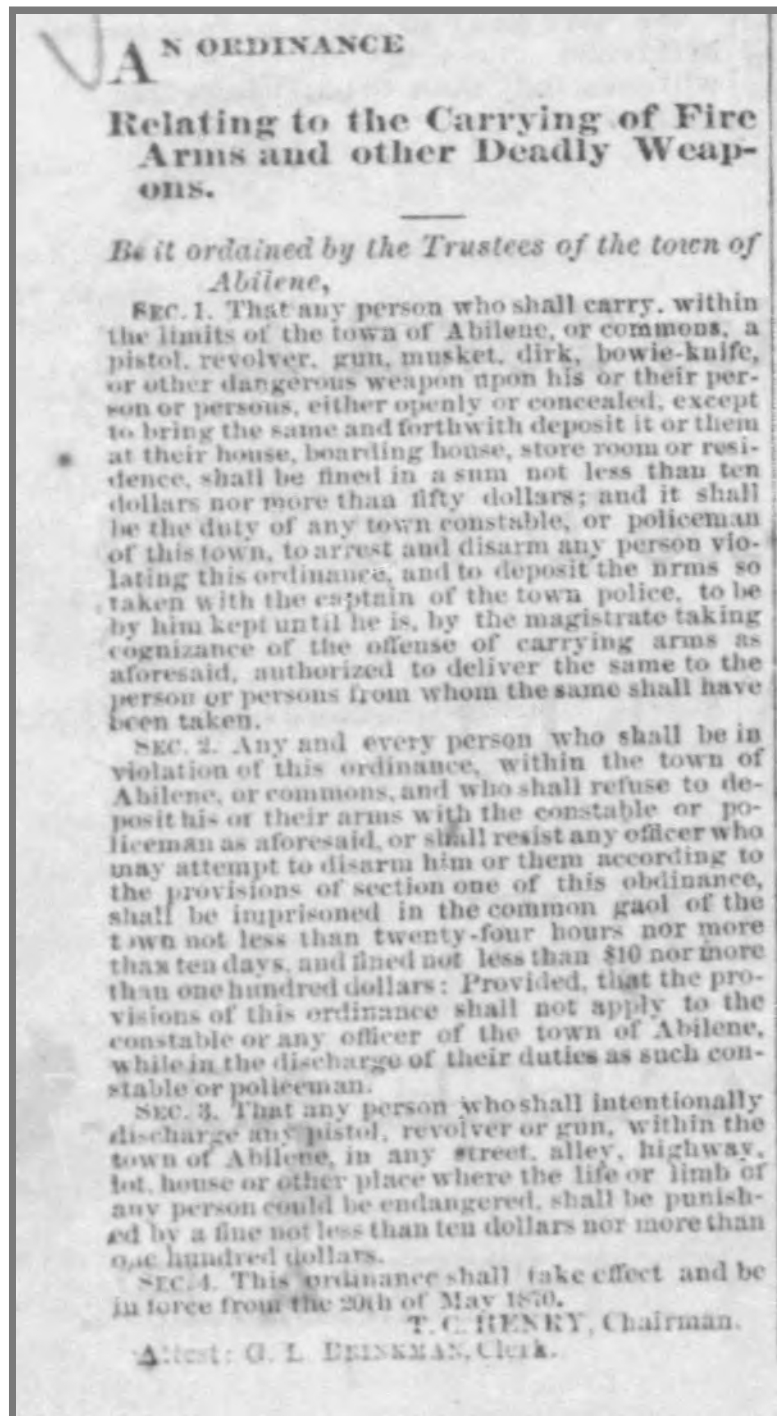 AN ORDINANCE
Relating to the Carrying of Fire
Arms and other Deadly Weap-
ons.
Be it ordained by the Trustees of the town of
Abilene,
SEC. 1. That any person who shall carry, within
the limits of the town of Abilene, or commons, a
pistol, revolver, gun, musket, dirk, bowie-knife,
or other dangerous weapon upon his or their per-
son or persons, either openly or concealed, except
to bring the same and forthwith deposit it or them
at their house, boarding house, store room or resi-
dence, shall be fined in a sum not less than ten
dollars nor more than fifty dollars; and it shall
be the duty of any town constable, or policeman
of this town, to arrest and disarm any person vio-
lating this ordinance, and to deposit the arms so
taken with the captain of the town police, to be
by him kept until he is, by the magistrate taking
cognizance of the offense of carrying arms as
aforesaid, authorized to deliver the same to the
person or persons from whom the same shall have
been taken.
SEC. 2. Any and every person who shall be in
violation of this ordinance, within the town of
Abilene, or commons, and who shall refuse to de-
posit his or their arms with the constable or po-
liceman as aforesaid, or shall resist any officer who
may attempt to disarm him or them according to
the provisions of section one of this obdinance,
shall be imprisoned in the common gaol of the
town not less than twenty-four hours nor more
than ten days, and fined not less than $10 nor more
than one hundred dollars: Provided, that the pro-
visions of this ordinance shall not apply to the
constable or any officer of the town of Abilene,
while in the discharge of their duties as such con-
stable or policeman.
SEC. 3. That any person who shall intentionally
discharge any pistol, revolver or gun, within the
town of Abilene, in any street, alley, highway,
lot, house or other place where the life or limb of
any person could be endangered, shall be punish-
ed by a fine not less than ten dollars nor more than
one hundred dollars.
SEC. 4. This ordinance shall take effect and be
in force from the 20th of May 1870.
T. C. HENRY, Chairman.
Attest: G. L. BRINKMAN, Clerk.